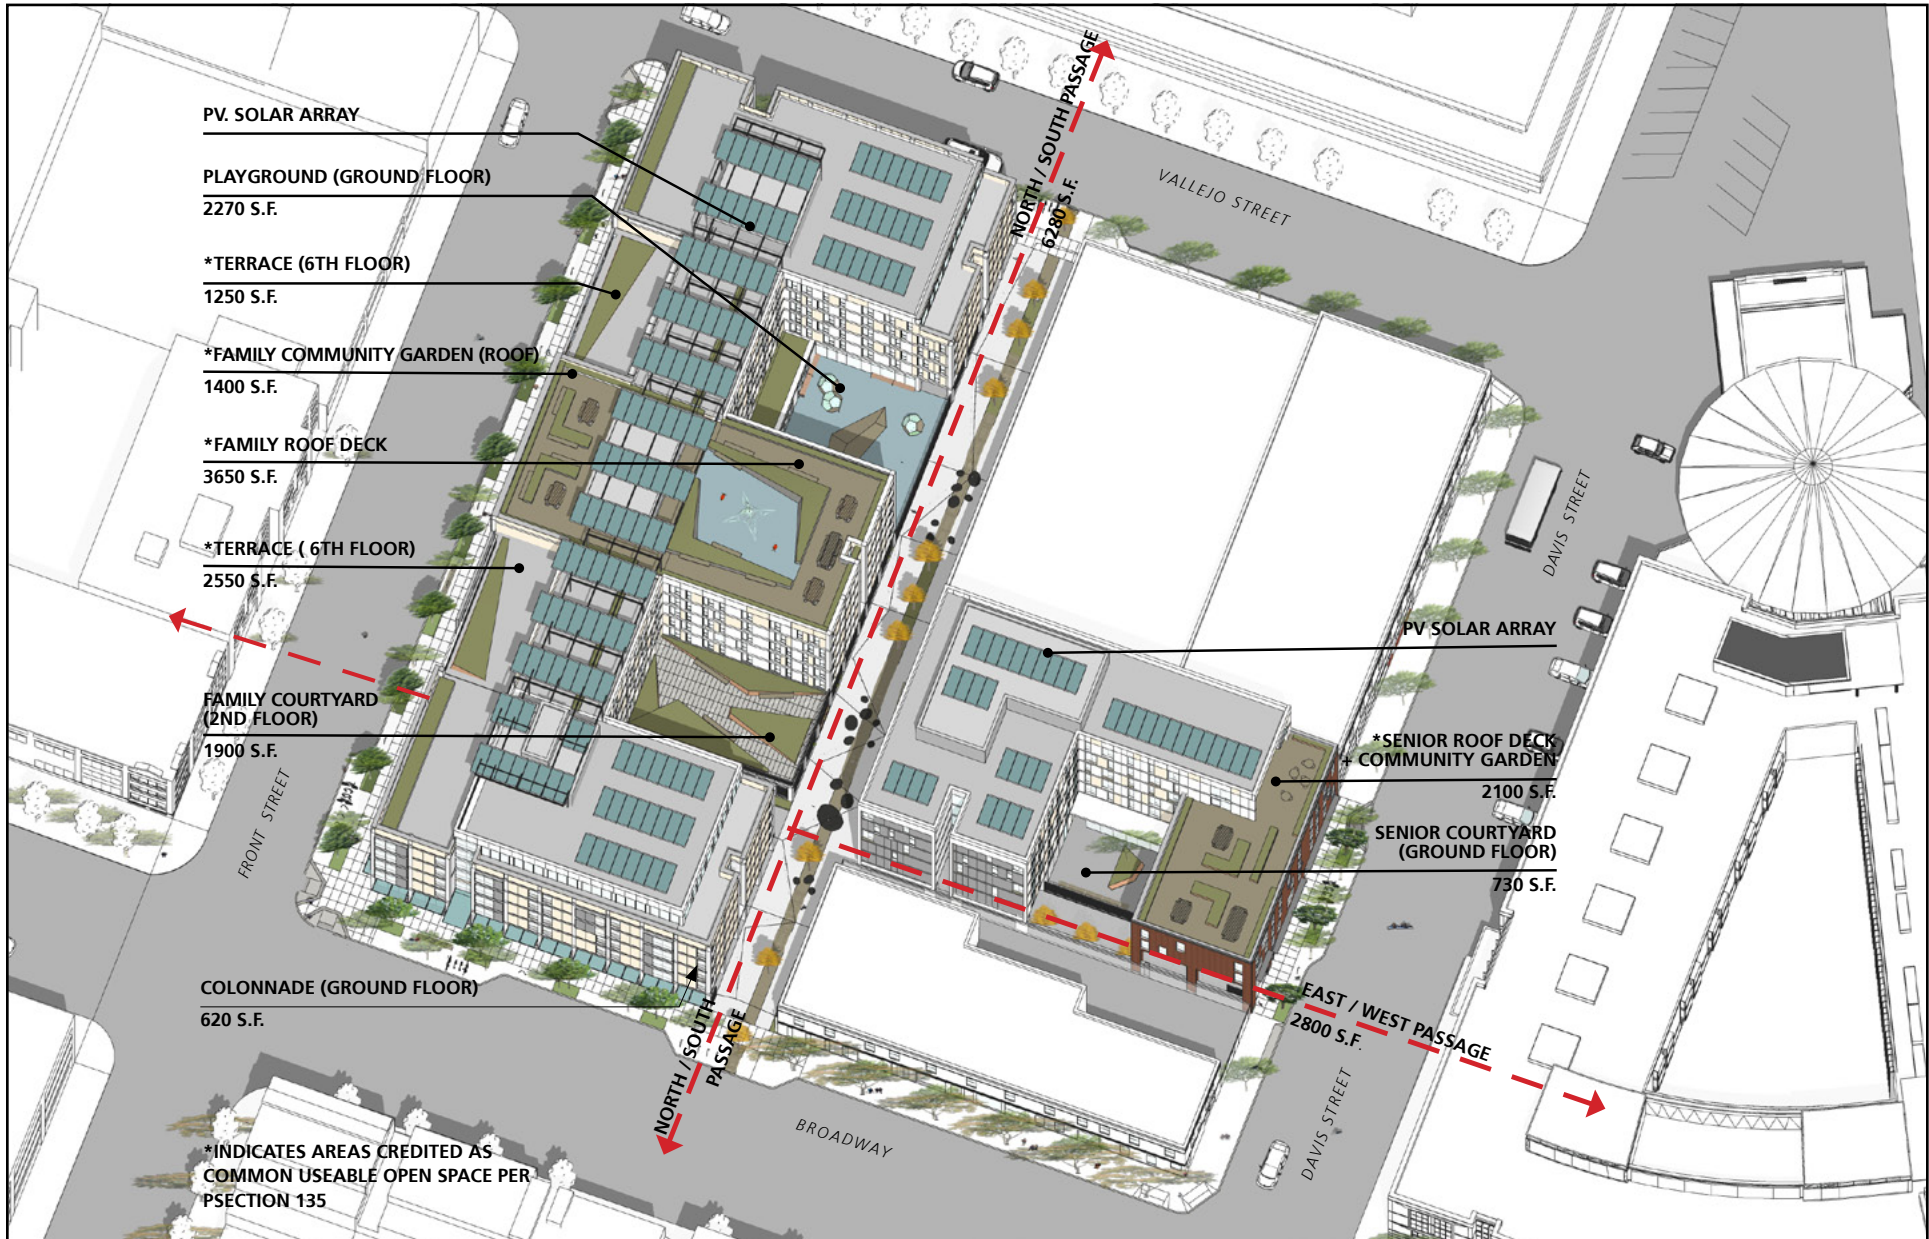 PV. SOLAR ARRAY
PLAYGROUND (GROUND FLOOR)
2270 S.F.
*TERRACE (6TH FLOOR)
1250 S.F.
*FAMILY COMMUNITY GARDEN (ROOF)
1400 S.F.
*FAMILY ROOF DECK
3650 S.F.
*TERRACE ( 6TH FLOOR)
2550 S.F.
FAMILY COURTYARD
(2ND FLOOR)
1900 S.F.
FRONT STREET
COLONNADE (GROUND FLOOR)
620 S.F.
*INDICATES AREAS CREDITED AS
COMMON USEABLE OPEN SPACE PER
PSECTION 135
NORTH / SOUTH PASSAGE
6280 S.F.
VALLEJO STREET
DAVIS STREET
PV SOLAR ARRAY
*SENIOR ROOF DECK
+ COMMUNITY GARDEN
2100 S.F.
SENIOR COURTYARD
(GROUND FLOOR)
730 S.F.
EAST / WEST PASSAGE
2800 S.F.
NORTH / SOUTH
PASSAGE
BROADWAY
DAVIS STREET